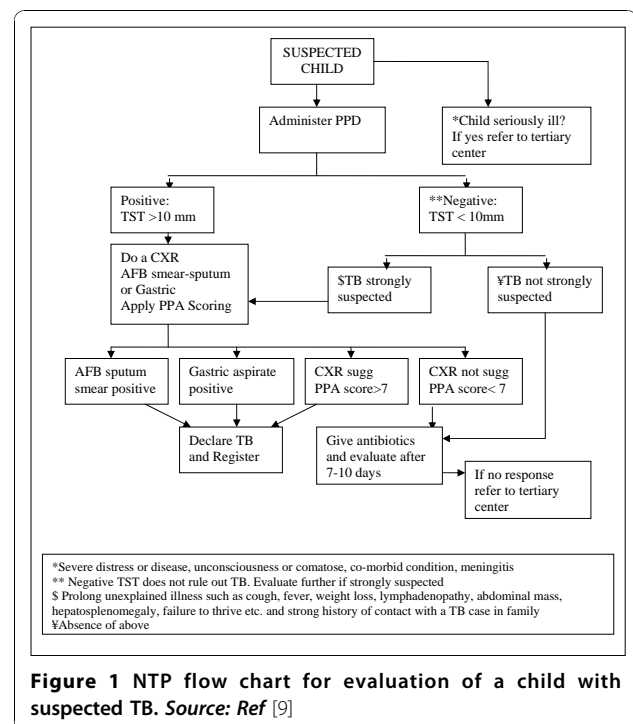 SUSPECTED
CHILD
Administer PPD
*Child seriously ill?
If yes refer to tertiary
center
Positive:
TST >10 mm
**Negative:
TST < 10mm
Do a CXR
AFB smear-sputum
or Gastric
Apply PPA Scoring
$TB strongly
suspected
¥TB not strongly
suspected
AFB sputum
smear positive
Gastric aspirate
positive
CXR sugg
PPA score>7
CXR not sugg
PPA score< 7
Declare TB
and Register
Give antibiotics
and evaluate after
7-10 days
If no response
refer to tertiary
center
*Severe distress or disease, unconsciousness or comatose, co-morbid condition, meningitis
** Negative TST does not rule out TB. Evaluate further if strongly suspected
$ Prolong unexplained illness such as cough, fever, weight loss, lymphadenopathy, abdominal mass,
hepatosplenomegaly, failure to thrive etc. and strong history of contact with a TB case in family
¥Absence of above
Figure 1 NTP flow chart for evaluation of a child with
suspected TB. Source: Ref [9]